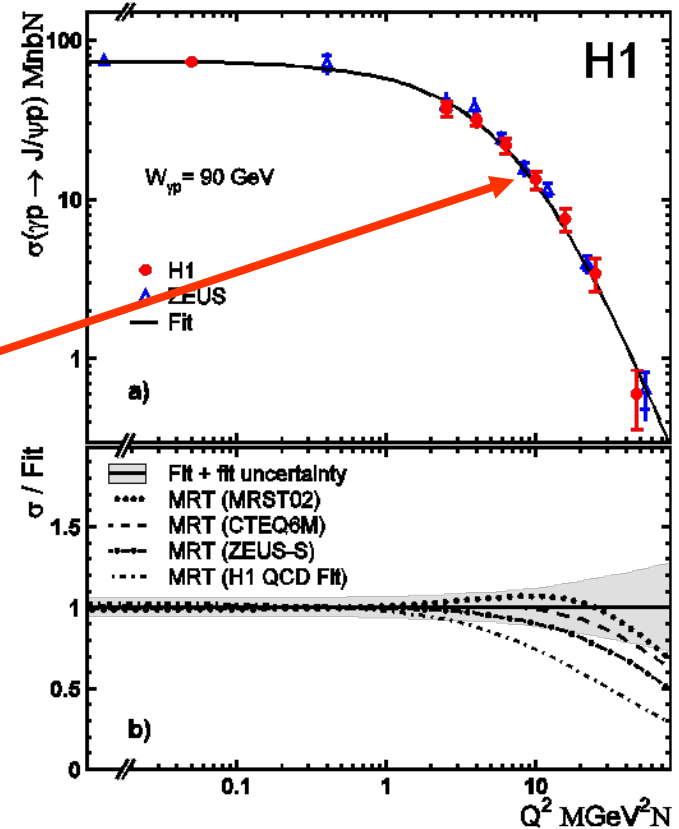 100
H1
σ(γp → J/ψp) MnbN
Wγp= 90 GeV
10
H1
ZEUS
Fit
1
a)
σ / Fit
Fit + fit uncertainty
MRT (MRST02)
1.5
MRT (CTEQ6M)
MRT (ZEUS-S)
MRT (H1 QCD Fit)
1
0.5
b)
0
0.1 1 10
Q² MGeV²N